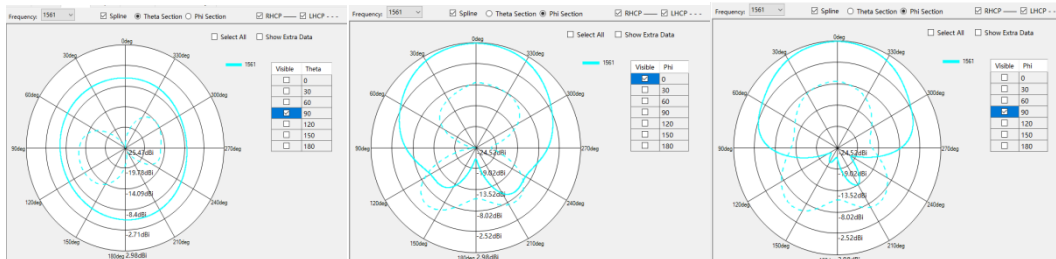 Frequency: 1561 Spline Theta Section Phi Section RHCP —— LHCP - - -
Select All Show Extra Data
0deg
30deg
330deg
60deg
300deg
90deg
270deg
120deg
240deg
150deg
210deg
180deg
-25.47dBi
-19.78dBi
-14.09dBi
-8.4dBi
-2.71dBi
2.98dBi
1561
Visible Theta
0
30
60
90
120
150
180
Frequency: 1561 Spline Theta Section Phi Section RHCP —— LHCP - - -
Select All Show Extra Data
0deg
30deg
330deg
60deg
300deg
90deg
270deg
120deg
240deg
150deg
210deg
180deg
-24.52dBi
-19.02dBi
-13.52dBi
-8.02dBi
-2.52dBi
2.98dBi
1561
Visible Phi
0
30
60
90
120
150
180
Frequency: 1561 Spline Theta Section Phi Section RHCP —— LHCP - - -
Select All Show Extra Data
0deg
30deg
330deg
60deg
300deg
90deg
270deg
120deg
240deg
150deg
210deg
180deg
-24.52dBi
-19.02dBi
-13.52dBi
-8.02dBi
-2.52dBi
2.98dBi
1561
Visible Phi
0
30
60
90
120
150
180